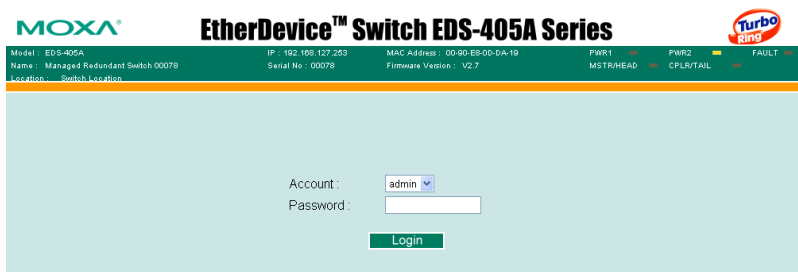 MOXA® EtherDevice™ Switch EDS-405A Series Turbo Ring
Model : EDS-405A IP : 192.168.127.253 MAC Address : 00-90-E8-0D-DA-19 PWR1 PWR2 FAULT
Name : Managed Redundant Switch 00078 Serial No : 00078 Firmware Version : V2.7 MSTR/HEAD CPLR/TAIL
Location : Switch Location
Account :
admin
Password :
Login